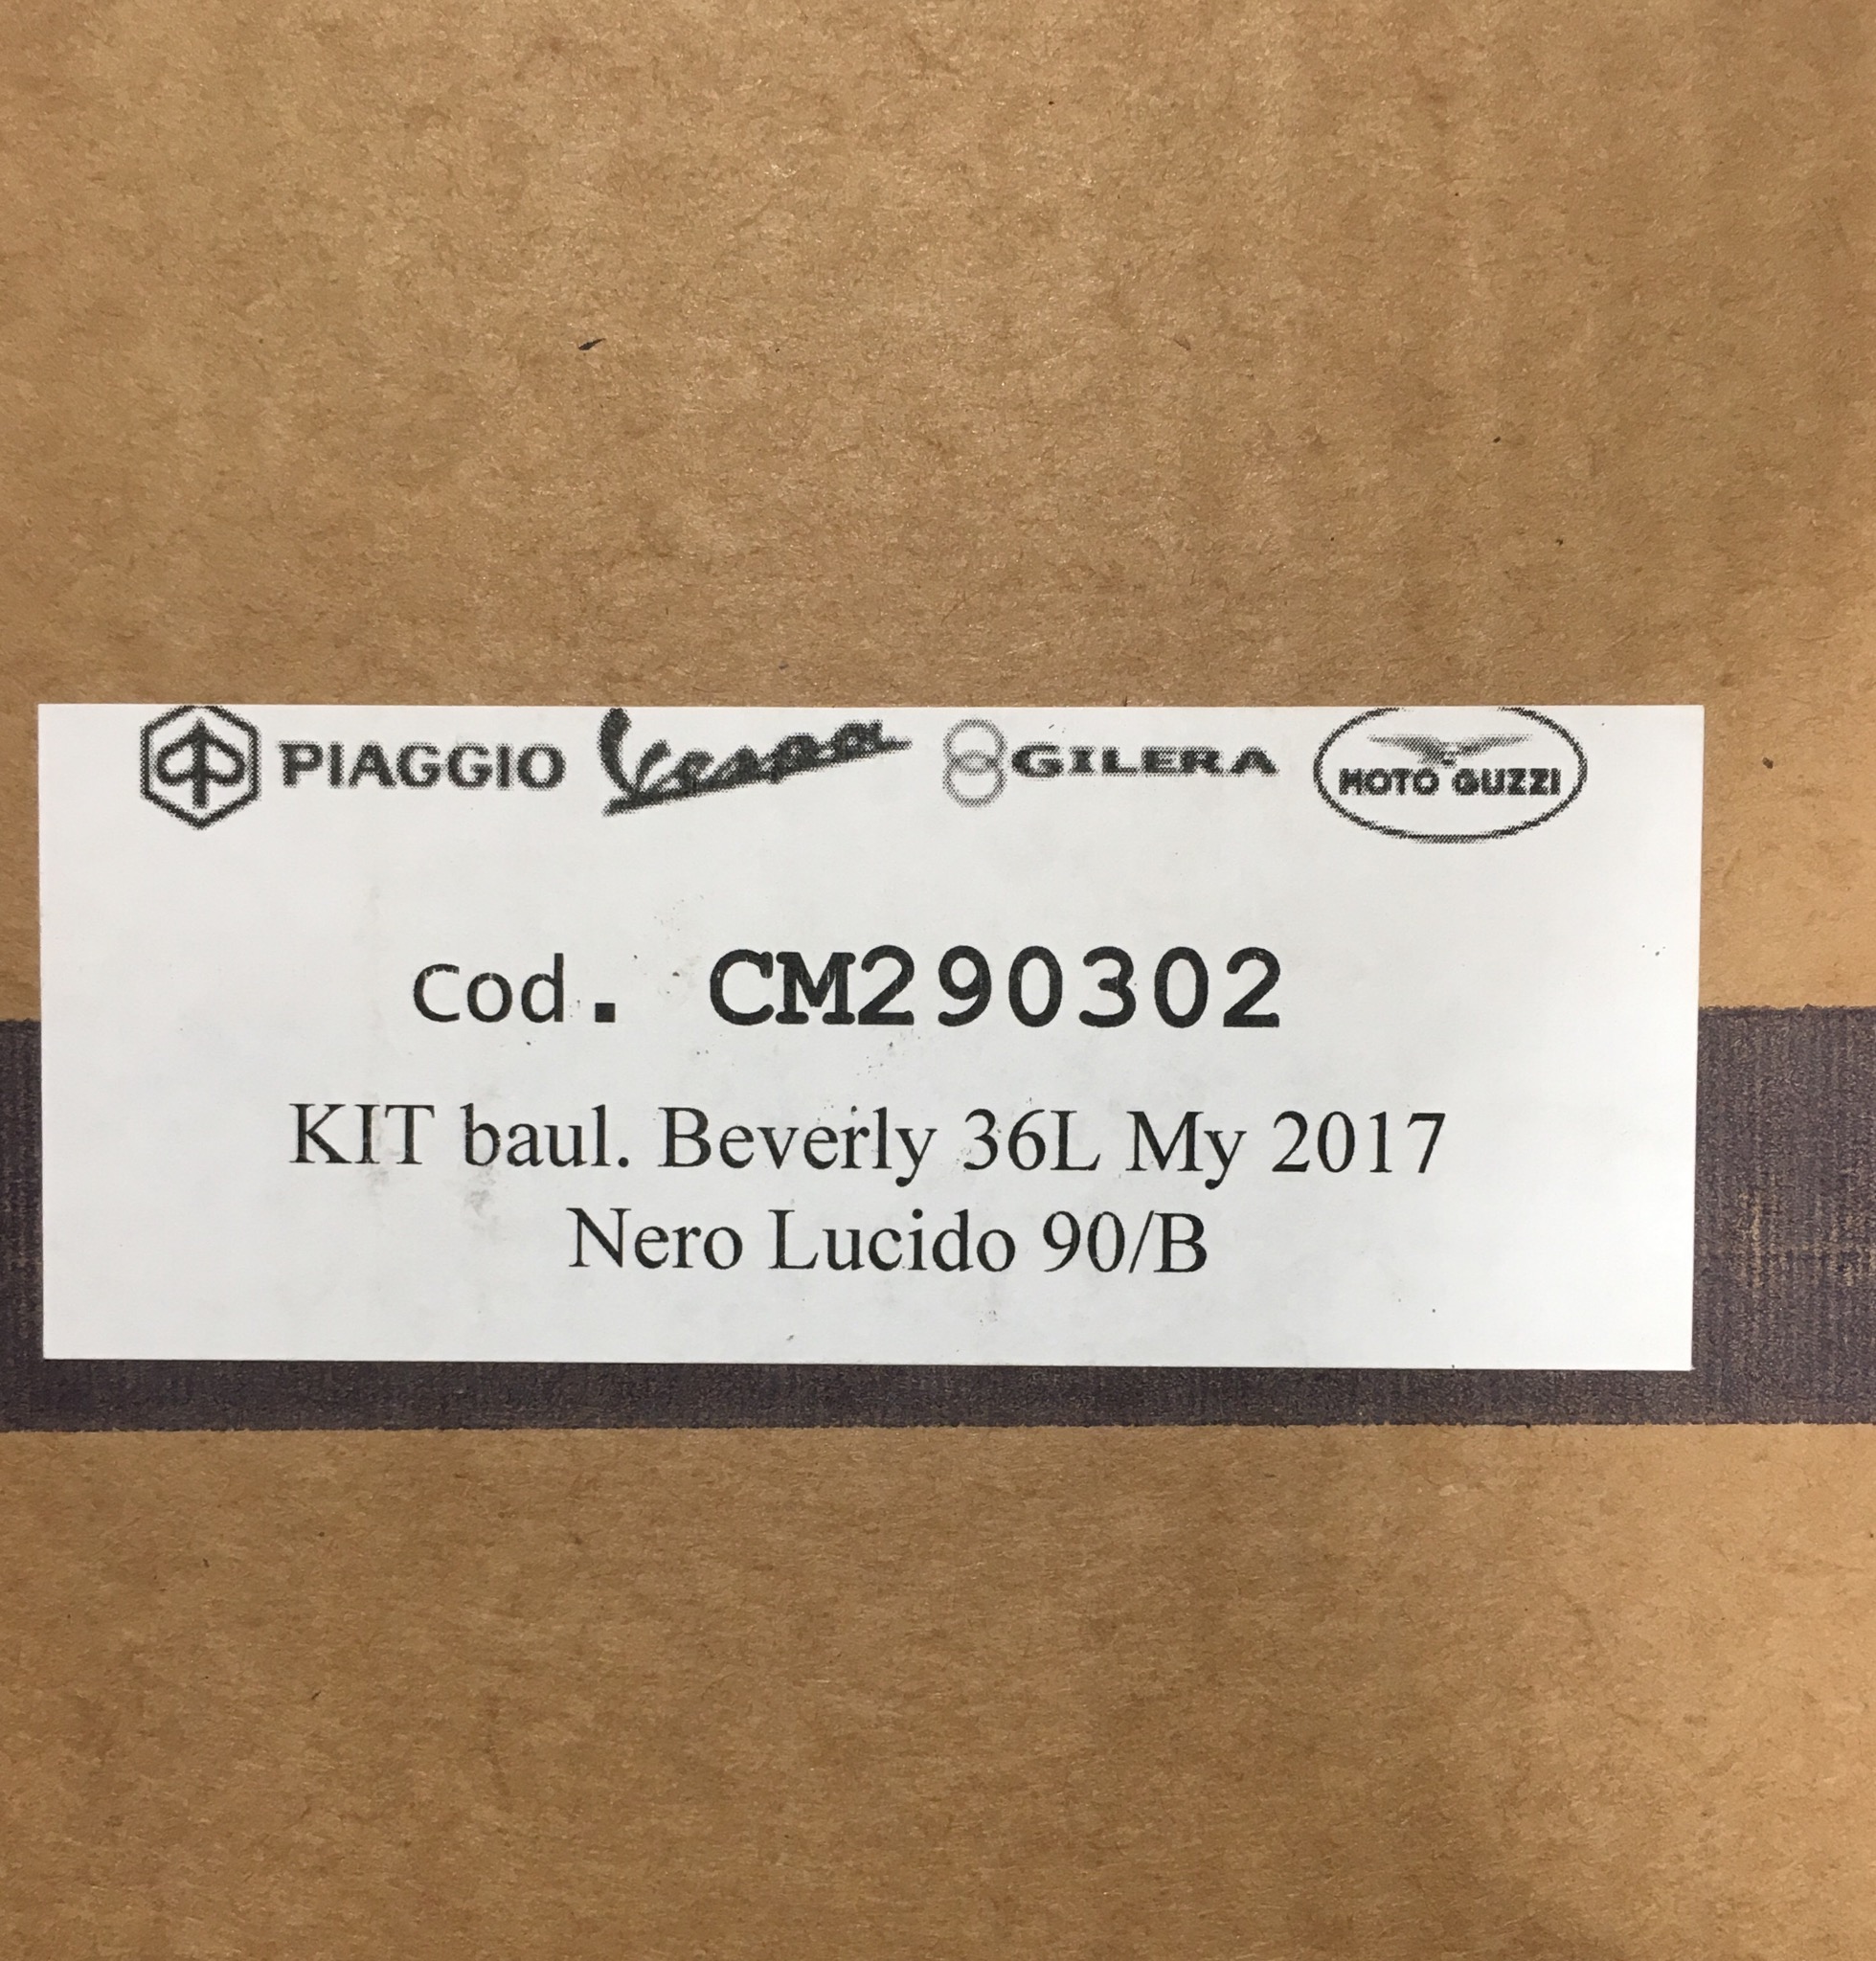 PIAGGIO Vespa GILERA MOTO GUZZI
Cod. CM290302
KIT baul. Beverly 36L My 2017
Nero Lucido 90/B